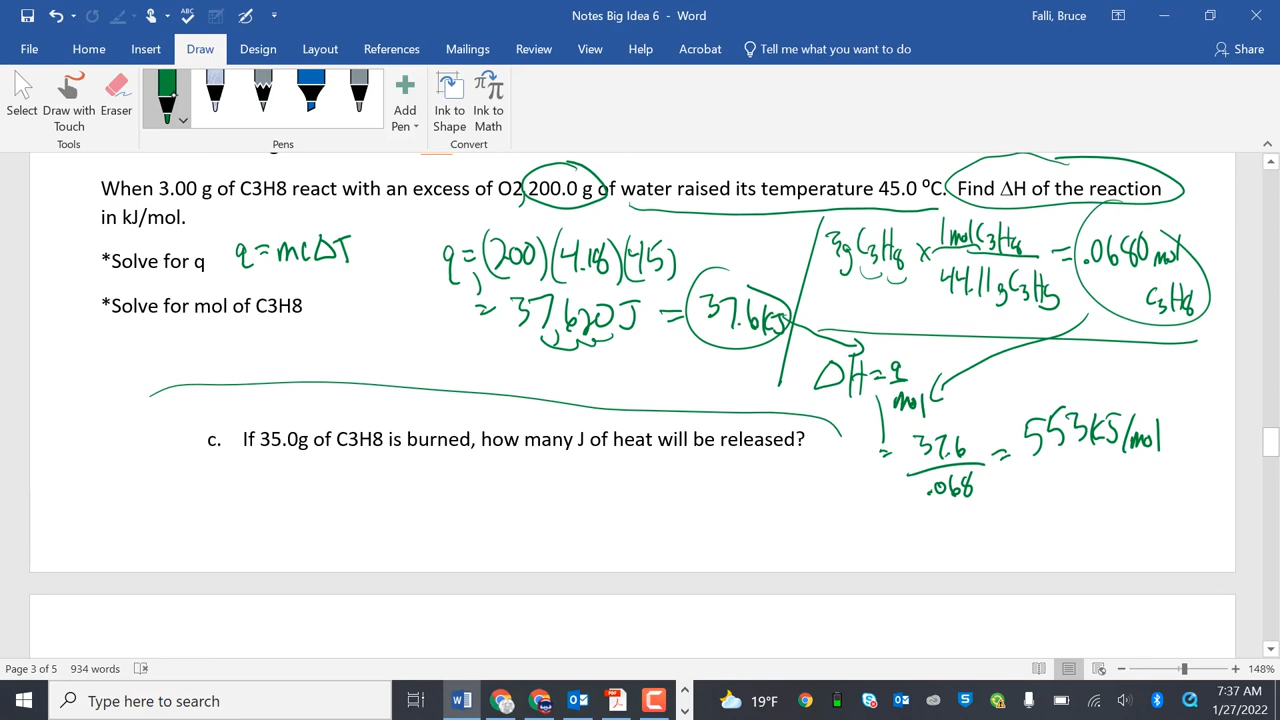 Notes Big Idea 6 - Word
Falli, Bruce
File Home Insert Draw Design Layout References Mailings Review View Help Acrobat Tell me what you want to do Share
Select Draw with Touch Eraser Add Pen Ink to Shape Ink to Math
Tools Pens Convert
When 3.00 g of C3H8 react with an excess of O2, 200.0 g of water raised its temperature 45.0 ⁰C. Find ΔH of the reaction
in kJ/mol.
*Solve for q
q = mcΔT
*Solve for mol of C3H8
q = (200)(4.18)(45)
= 37,620J = 37.6kJ
3g C3H8 × 1 mol C3H8 / 44.11g C3H8 = .0680 mol C3H8
ΔH = q / mol
= 37.6 / .068 = 553 kJ/mol
c. If 35.0g of C3H8 is burned, how many J of heat will be released?
Page 3 of 5 934 words 148%
Type here to search
19°F
7:37 AM
1/27/2022